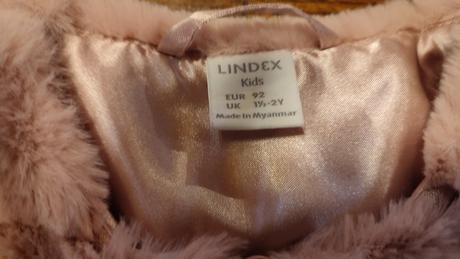 LINDEX
Kids
EUR 92
UK 1½-2Y
Made in Myanmar